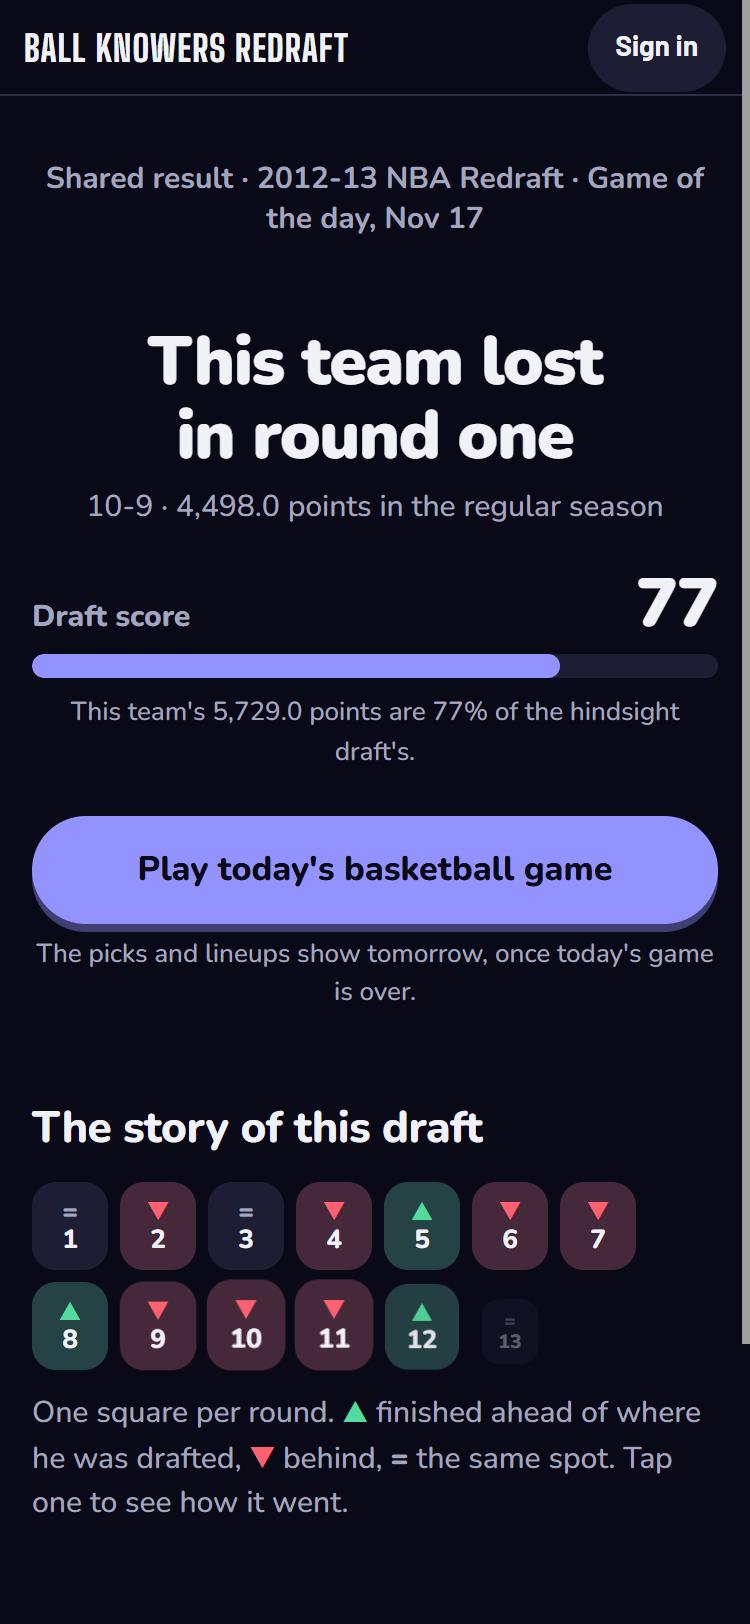 BALL KNOWERS REDRAFT
Sign in
Shared result · 2012-13 NBA Redraft · Game of
the day, Nov 17
This team lost
in round one
10-9 · 4,498.0 points in the regular season
Draft score
77
This team's 5,729.0 points are 77% of the hindsight
draft's.
Play today's basketball game
The picks and lineups show tomorrow, once today's game
is over.
The story of this draft
= ▼ = ▼ ▲ ▼ ▼
1 2 3 4 5 6 7
▲ ▼ ▼ ▼ ▲ =
8 9 10 11 12 13
One square per round. ▲ finished ahead of where
he was drafted, ▼ behind, = the same spot. Tap
one to see how it went.